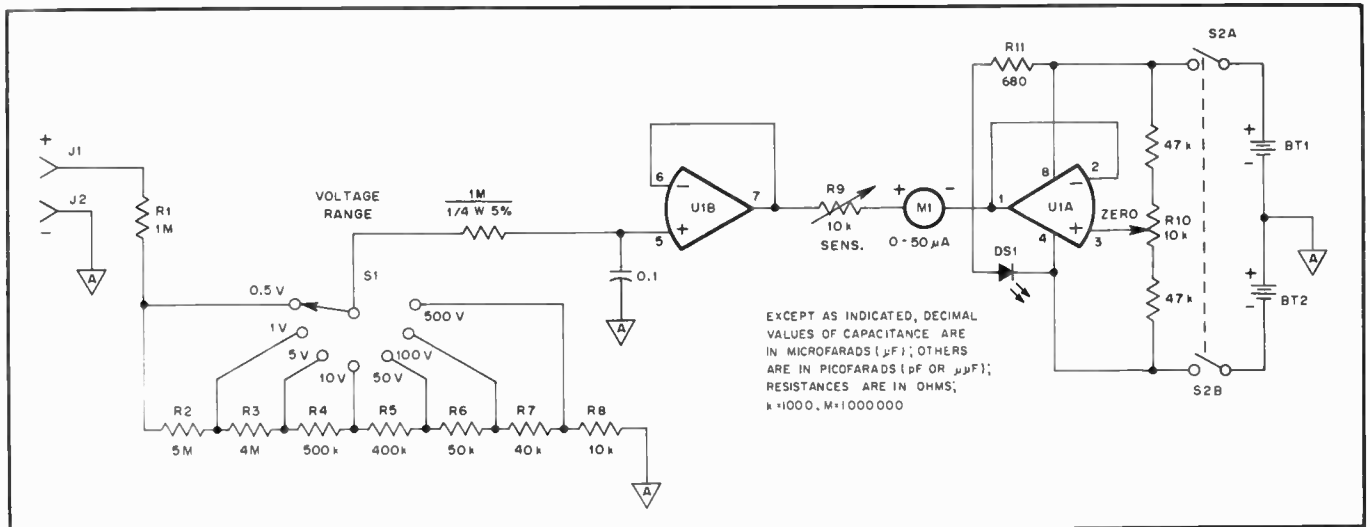 +
J1
J2
-
R1
1M
VOLTAGE
RANGE
1M
1/4 W 5%
S1
0.5 V
1V
5V
10V
50V
100V
500V
R2
5M
R3
4M
R4
500k
R5
400k
R6
50k
R7
40k
R8
10k
A
A
A
0.1
6
-
U1B
7
+
5
R9
10k
SENS.
+
M1
-
0-50µA
R11
680
1
8
2
-
U1A
+
4
3
ZERO
R10
10k
47k
47k
DS1
S2A
S2B
+
-
BT1
+
-
BT2
A
EXCEPT AS INDICATED, DECIMAL
VALUES OF CAPACITANCE ARE
IN MICROFARADS (µF); OTHERS
ARE IN PICOFARADS (pF OR µµF);
RESISTANCES ARE IN OHMS;
k=1000, M=1000000